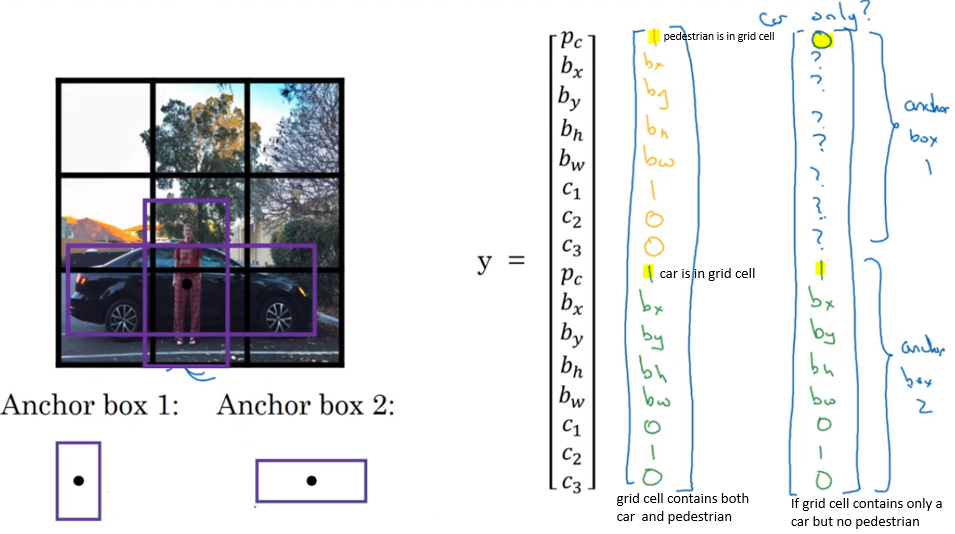 car only?
y =
p_c
b_x
b_y
b_h
b_w
c_1
c_2
c_3
p_c
b_x
b_y
b_h
b_w
c_1
c_2
c_3
1 pedestrian is in grid cell
bx
by
bh
bw
1
0
0
1 car is in grid cell
bx
by
bh
bw
0
1
0
grid cell contains both
car and pedestrian
0
?
?
?
?
?
?
?
1
bx
by
bh
bw
0
1
0
If grid cell contains only a
car but no pedestrian
anchor
box
1
anchor
box
2
Anchor box 1: Anchor box 2: